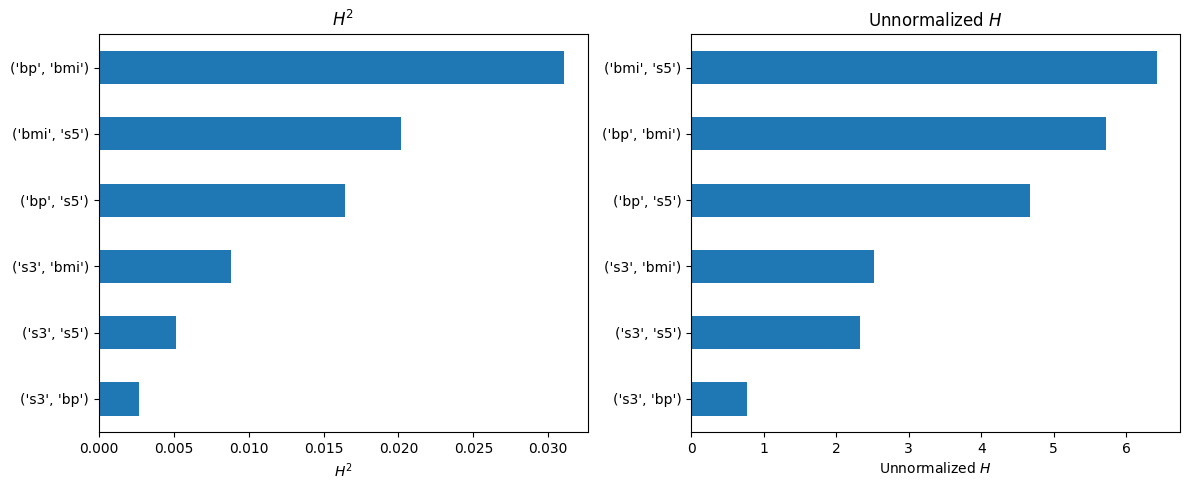 H²
('bp', 'bmi')
('bmi', 's5')
('bp', 's5')
('s3', 'bmi')
('s3', 's5')
('s3', 'bp')
0.000 0.005 0.010 0.015 0.020 0.025 0.030
H²
Unnormalized H
('bmi', 's5')
('bp', 'bmi')
('bp', 's5')
('s3', 'bmi')
('s3', 's5')
('s3', 'bp')
0 1 2 3 4 5 6
Unnormalized H